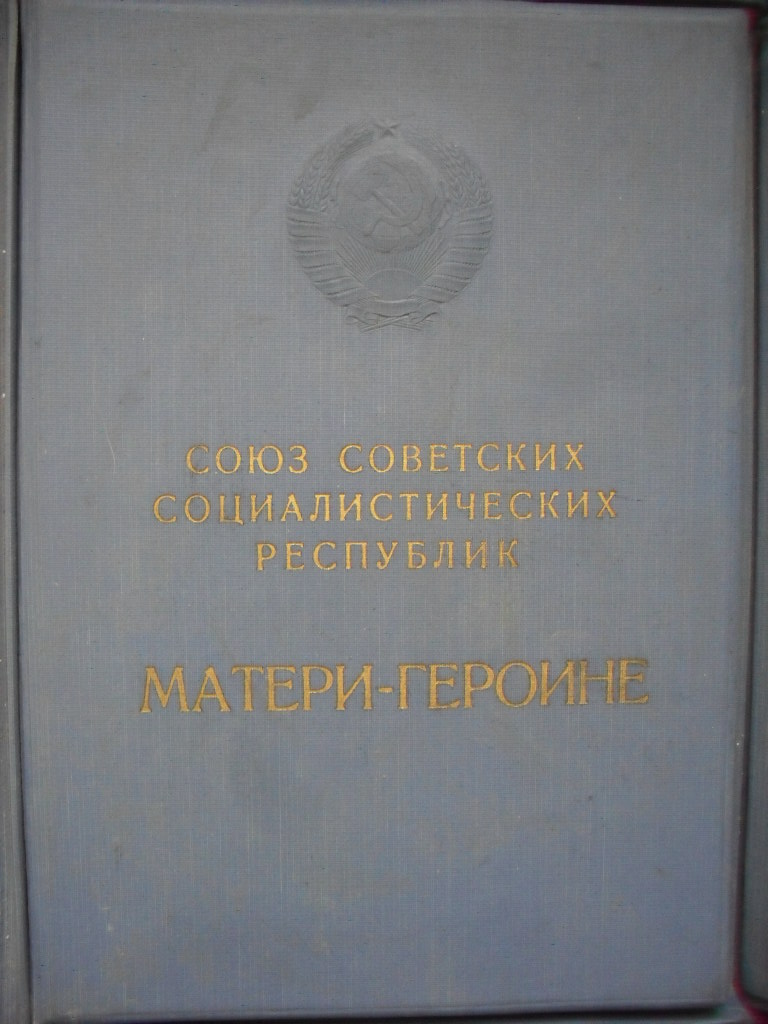 СОЮЗ СОВЕТСКИХ
СОЦИАЛИСТИЧЕСКИХ
РЕСПУБЛИК
МАТЕРИ-ГЕРОИНЕ